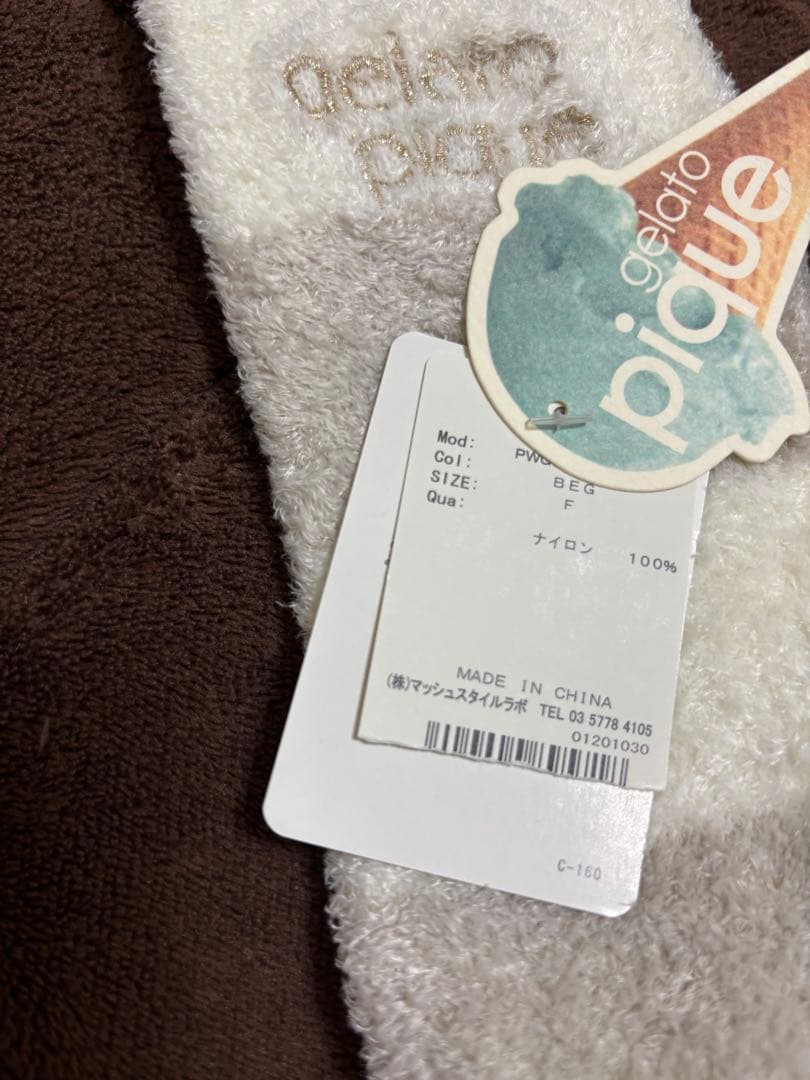 gelato
pique
gelato
pique
Mod: PWG
Col: BEG
SIZE: F
Qua:
ナイロン 100%
MADE IN CHINA
(株)マッシュスタイルラボ TEL 03 5778 4105
01201030
C-160